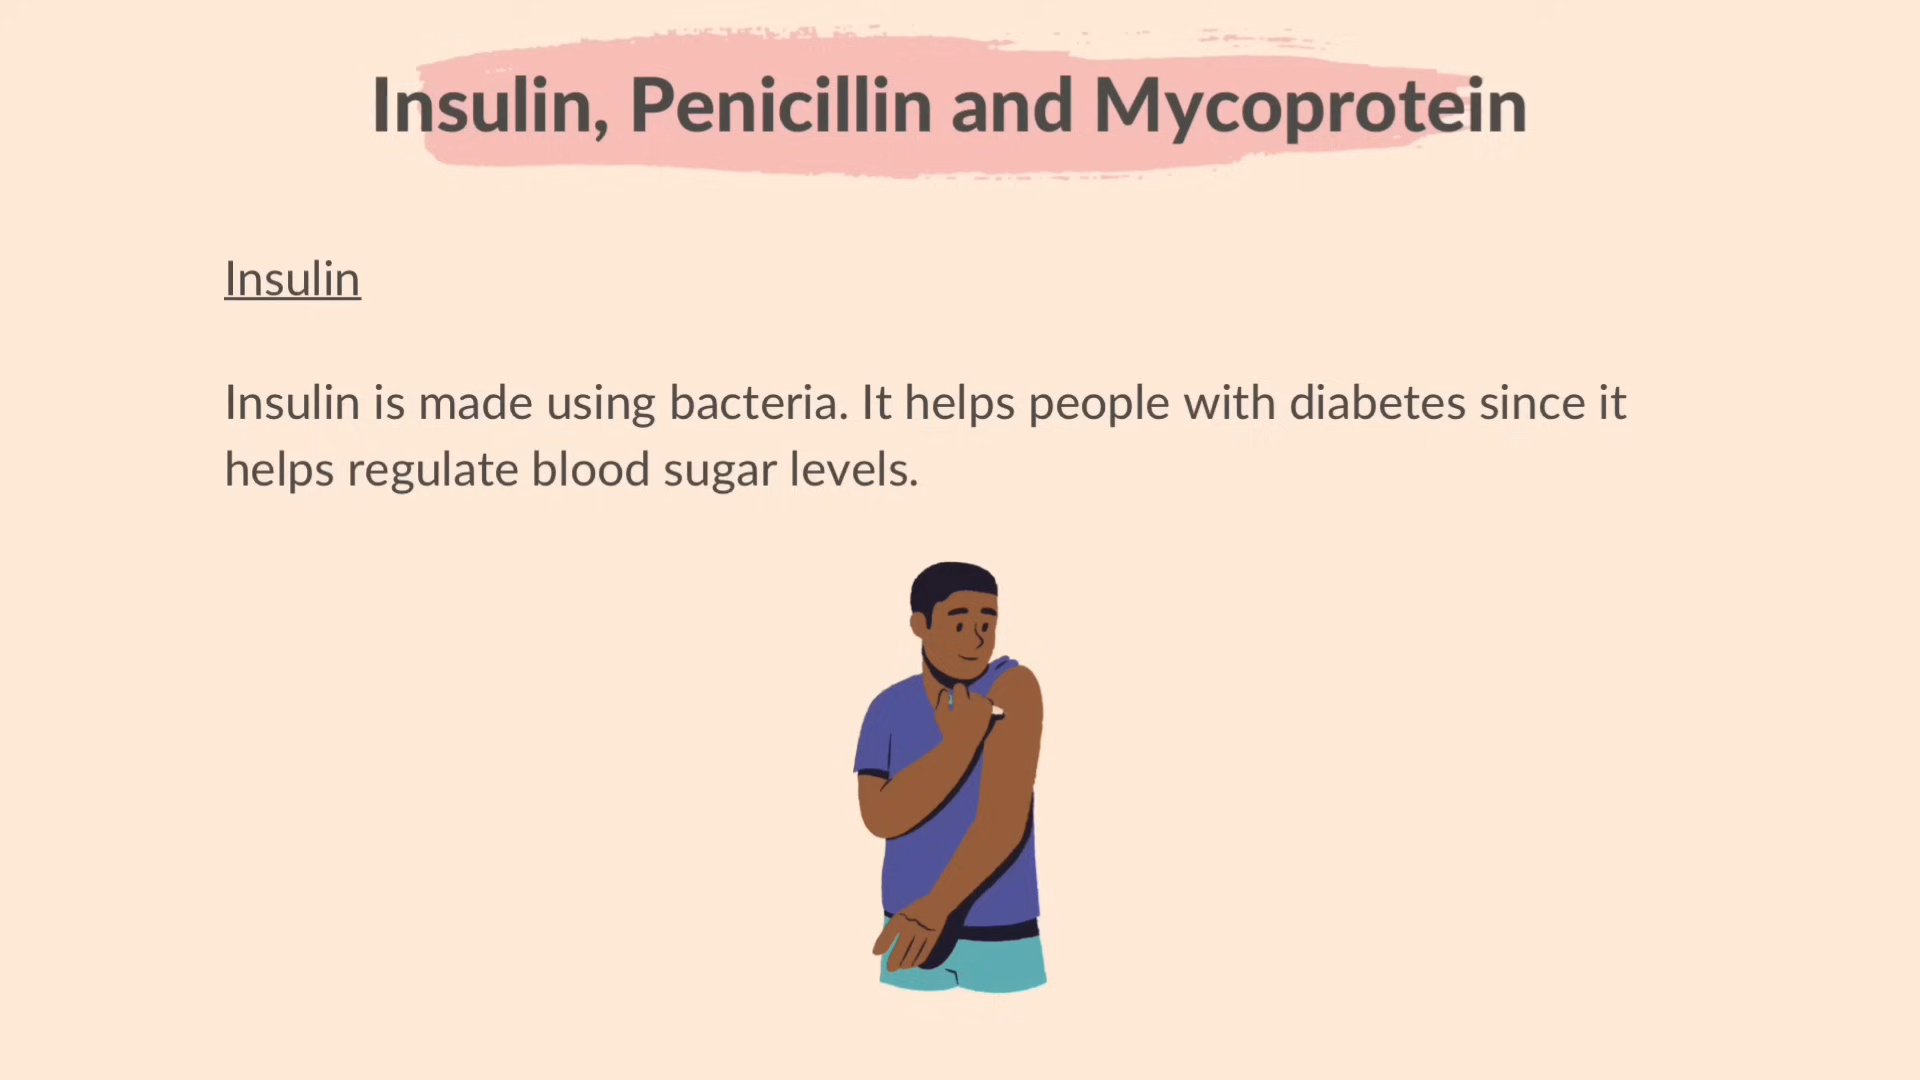 Insulin, Penicillin and Mycoprotein
Insulin
Insulin is made using bacteria. It helps people with diabetes since it
helps regulate blood sugar levels.